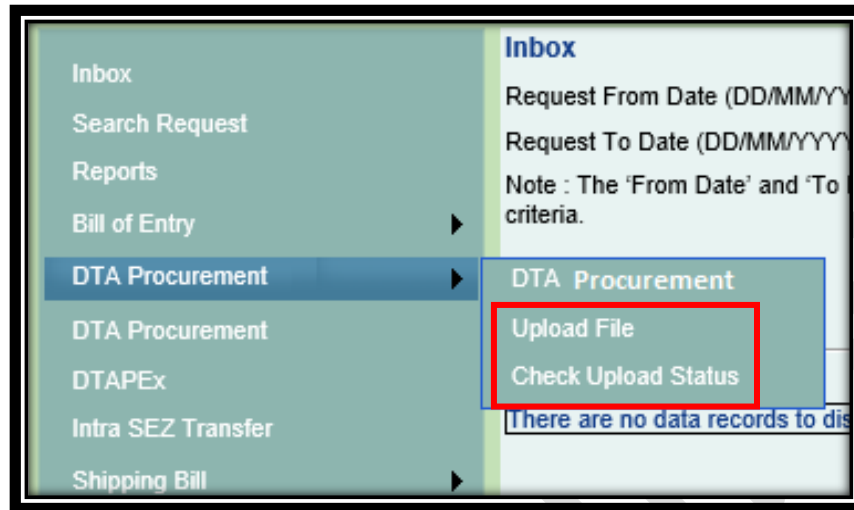 Inbox
Search Request
Reports
Bill of Entry
DTA Procurement
DTA Procurement
DTAPEx
Intra SEZ Transfer
Shipping Bill
Inbox
Request From Date (DD/MM/YY
Request To Date (DD/MM/YYYY
Note : The 'From Date' and 'To
criteria.
DTA Procurement
Upload File
Check Upload Status
There are no data records to dis